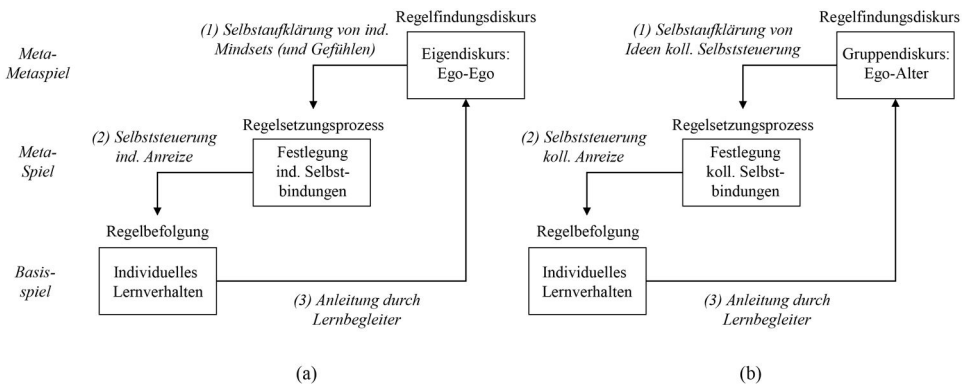 Regelfindungsdiskurs
(1) Selbstaufklärung von ind.
Mindsets (und Gefühlen)
Meta-
Metaspiel
Eigendiskurs:
Ego-Ego
Regelsetzungsprozess
(2) Selbststeuerung
ind. Anreize
Meta-
Spiel
Festlegung
ind. Selbst-
bindungen
Regelbefolgung
Basis-
spiel
Individuelles
Lernverhalten
(3) Anleitung durch
Lernbegleiter
(a)
Regelfindungsdiskurs
(1) Selbstaufklärung von
Ideen koll. Selbststeuerung
Gruppendiskurs:
Ego-Alter
Regelsetzungsprozess
(2) Selbststeuerung
koll. Anreize
Festlegung
koll. Selbst-
bindungen
Regelbefolgung
Individuelles
Lernverhalten
(3) Anleitung durch
Lernbegleiter
(b)